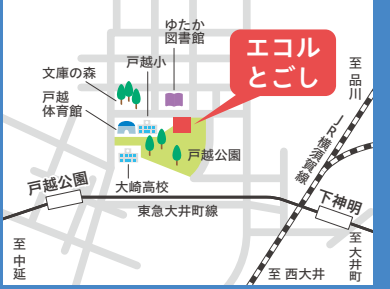 ゆたか
図書館
エコル
とごし
戸越小
文庫の森
至品川
戸越
体育館
JR横須賀線
戸越公園
大崎高校
戸越公園
下神明
東急大井町線
至中延
至大井町
至 西大井